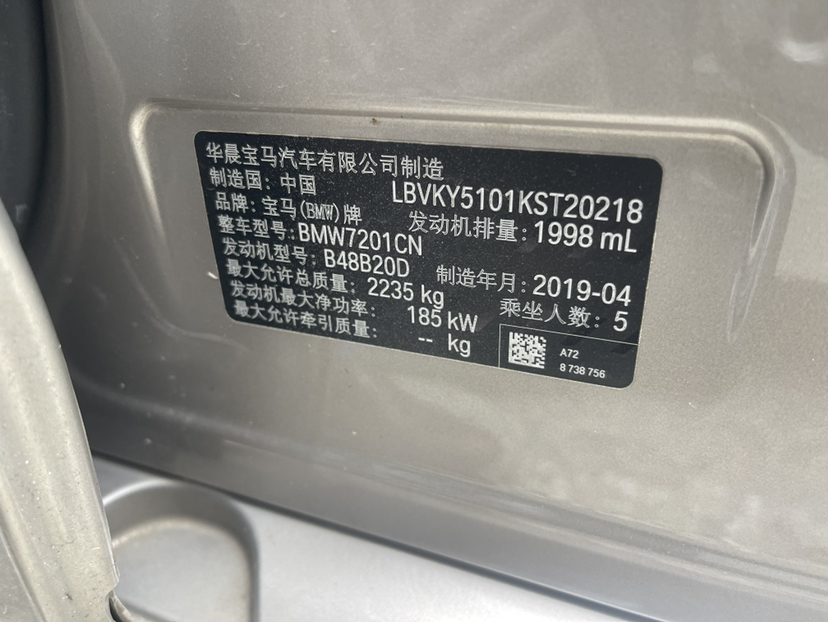 华晨宝马汽车有限公司制造
制造国：中国 LBVKY5101KST20218
品牌：宝马(BMW)牌 发动机排量：1998 mL
整车型号：BMW7201CN
发动机型号：B48B20D 制造年月：2019-04
最大允许总质量：2235 kg 乘坐人数：5
发动机最大净功率：185 kW
最大允许牵引质量：-- kg
A72
8 738 756